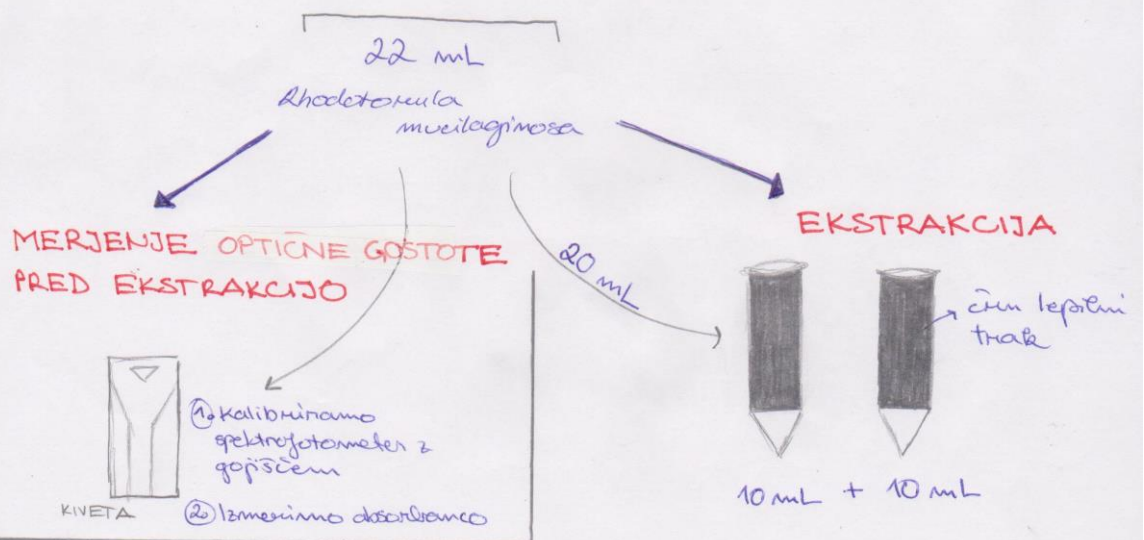 22 mL
Rhodotorula
mucilaginosa
MERJENJE OPTIČNE GOSTOTE
PRED EKSTRAKCIJO
EKSTRAKCIJA
20 mL
črn lepilni
trak
1. Kalibriramo
spektrofotometer z
gojiščem
2. Izmerimo absorbanco
KIVETA
10 mL + 10 mL